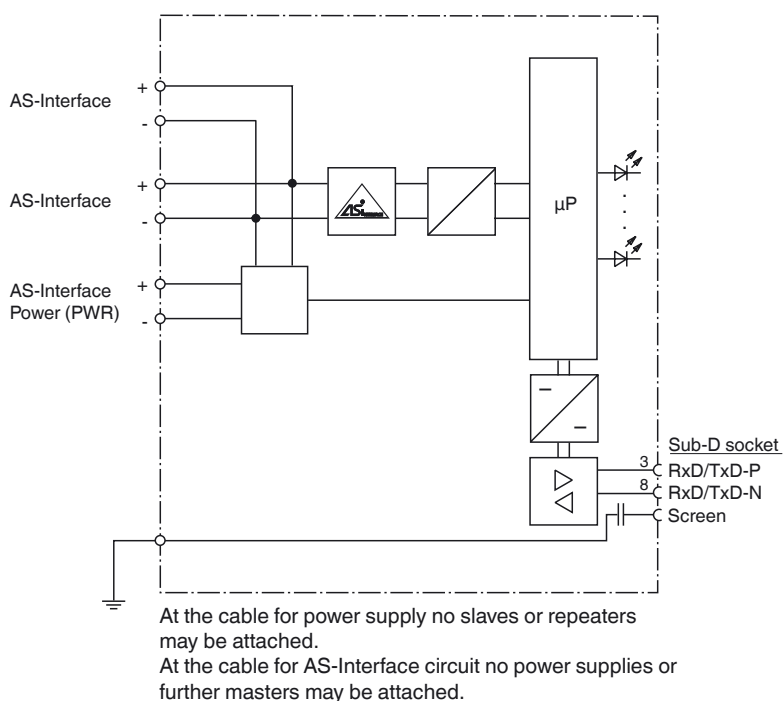 AS-Interface
+
-
AS-Interface
+
-
AS-Interface
Power (PWR)
+
-
ASi
µP
Sub-D socket
3
RxD/TxD-P
8
RxD/TxD-N
Screen
At the cable for power supply no slaves or repeaters
may be attached.
At the cable for AS-Interface circuit no power supplies or
further masters may be attached.